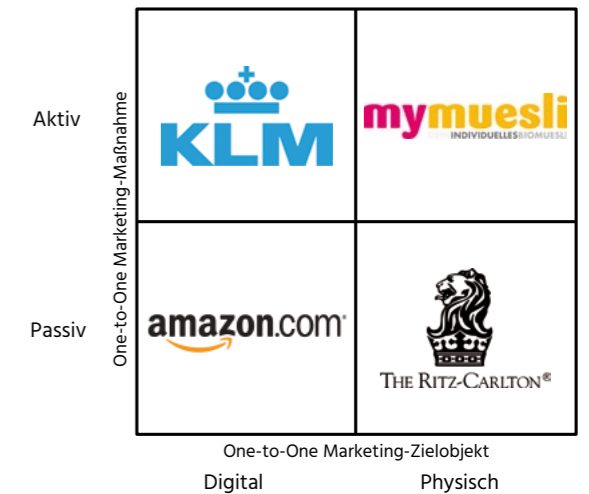 Aktiv
Passiv
One-to-One Marketing-Maßnahme
KLM
mymuesli
INDIVIDUELLESBIOMUESLI
amazon.com®
THE RITZ-CARLTON®
One-to-One Marketing-Zielobjekt
Digital
Physisch